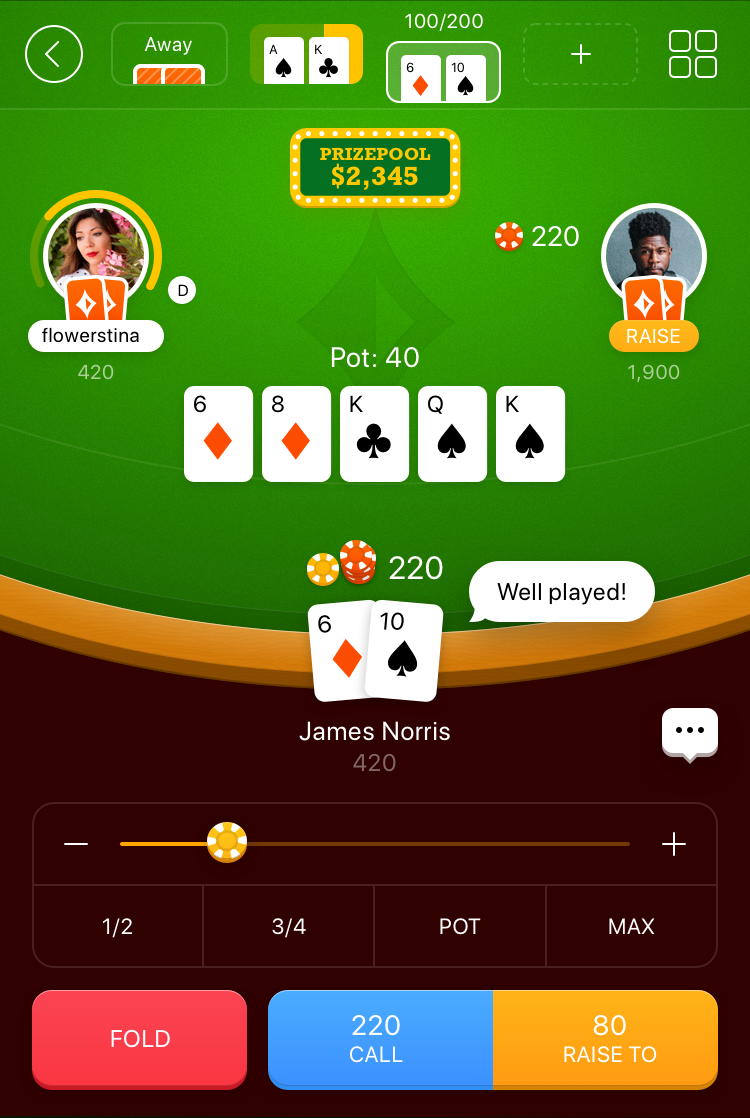 100/200
Away
A
K
6
10
+
PRIZEPOOL
$2,345
220
D
flowerstina
RAISE
420
1,900
Pot: 40
6
8
K
Q
K
220
Well played!
6
10
James Norris
420
1/2
3/4
POT
MAX
FOLD
220
CALL
80
RAISE TO